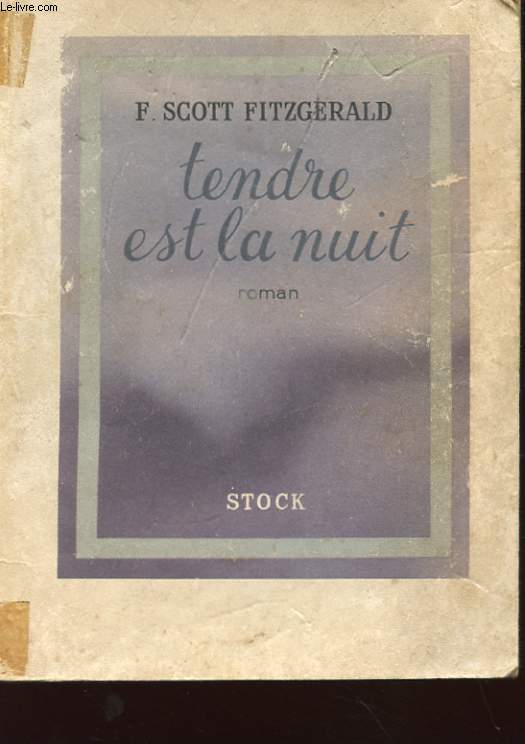 Le-livre.com
F. SCOTT FITZGERALD
tendre
est la nuit
roman
STOCK